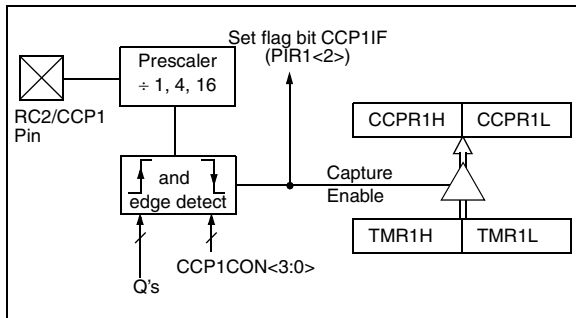 Set flag bit CCP1IF
(PIR1<2>)
Prescaler
÷ 1, 4, 16
RC2/CCP1
Pin
CCPR1H
CCPR1L
and
edge detect
Capture
Enable
TMR1H
TMR1L
CCP1CON<3:0>
Q's